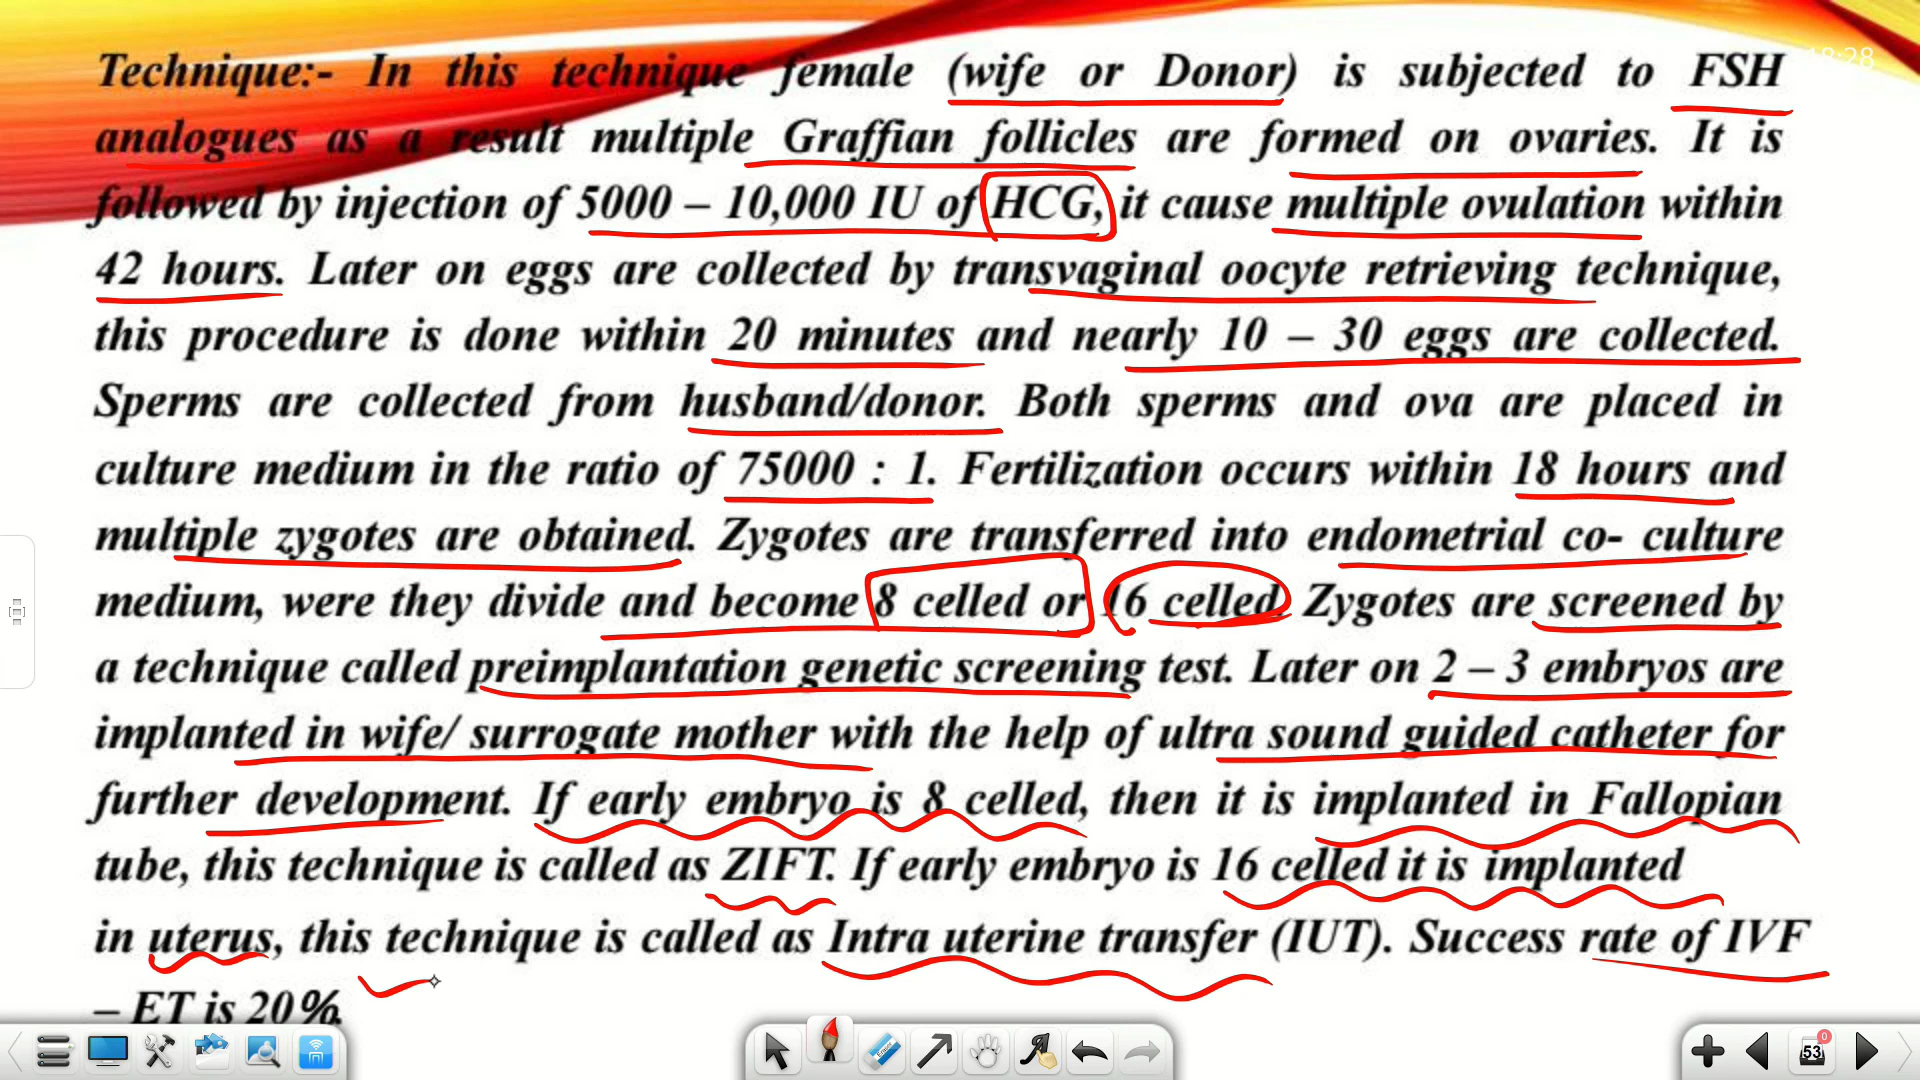 18:28
Technique:- In this technique female (wife or Donor) is subjected to FSH
analogues as a result multiple Graffian follicles are formed on ovaries. It is
followed by injection of 5000 – 10,000 IU of HCG, it cause multiple ovulation within
42 hours. Later on eggs are collected by transvaginal oocyte retrieving technique,
this procedure is done within 20 minutes and nearly 10 – 30 eggs are collected.
Sperms are collected from husband/donor. Both sperms and ova are placed in
culture medium in the ratio of 75000 : 1. Fertilization occurs within 18 hours and
multiple zygotes are obtained. Zygotes are transferred into endometrial co- culture
medium, were they divide and become 8 celled or 16 celled. Zygotes are screened by
a technique called preimplantation genetic screening test. Later on 2 – 3 embryos are
implanted in wife/ surrogate mother with the help of ultra sound guided catheter for
further development. If early embryo is 8 celled, then it is implanted in Fallopian
tube, this technique is called as ZIFT. If early embryo is 16 celled it is implanted
in uterus, this technique is called as Intra uterine transfer (IUT). Success rate of IVF
– ET is 20%.
53
0